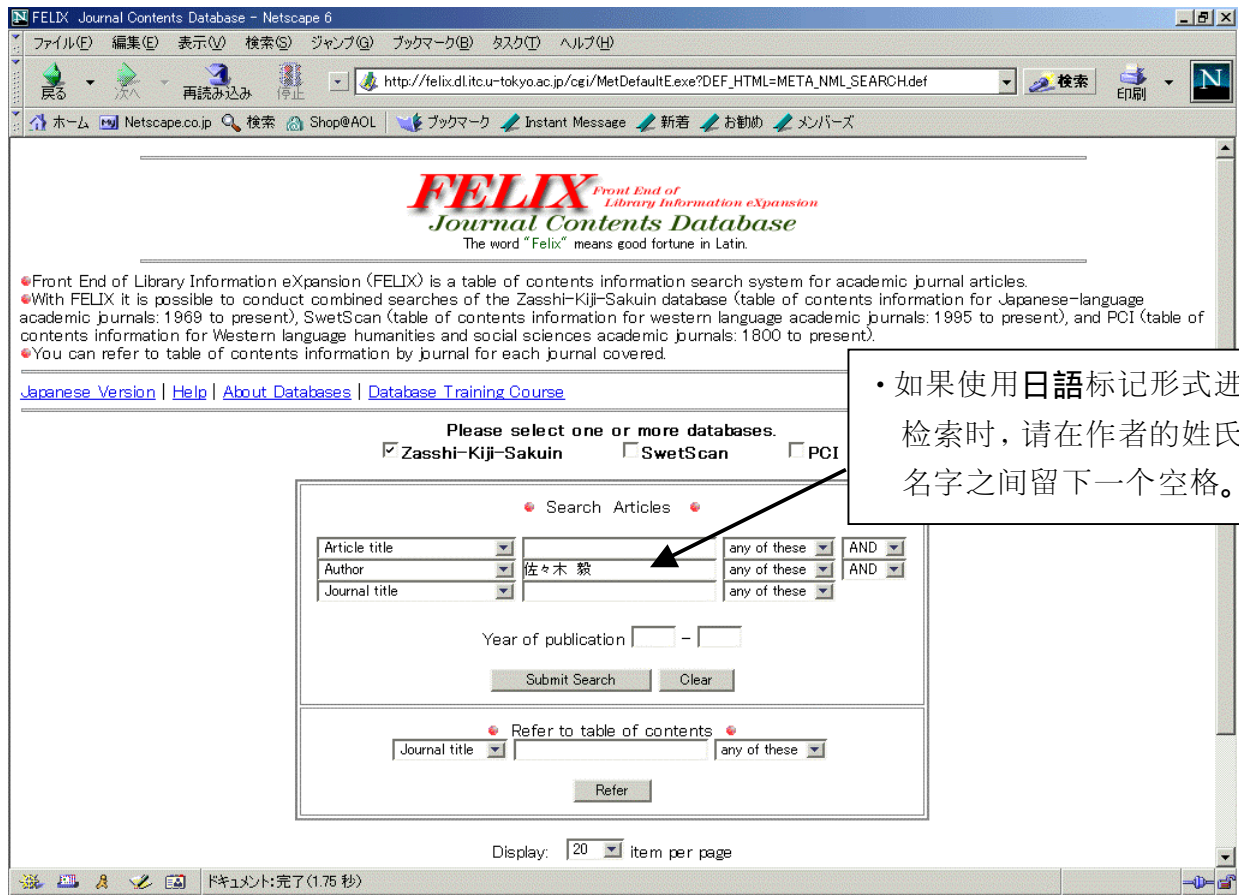 FELIX Journal Contents Database - Netscape 6
ファイル(F) 編集(E) 表示(V) 検索(S) ジャンプ(G) ブックマーク(B) タスク(T) ヘルプ(H)
戻る 次へ 再読み込み 停止 http://felix.dl.itc.u-tokyo.ac.jp/cgi/MetDefaultE.exe?DEF_HTML=META_NML_SEARCH.def 検索 印刷 N
ホーム Netscape.co.jp 検索 Shop@AOL ブックマーク Instant Message 新着 お勧め メンバーズ
FELIX Front End of
Library Information eXpansion
Journal Contents Database
The word "Felix" means good fortune in Latin.
Front End of Library Information eXpansion (FELIX) is a table of contents information search system for academic journal articles.
With FELIX it is possible to conduct combined searches of the Zasshi-Kiji-Sakuin database (table of contents information for Japanese-language
academic journals: 1969 to present), SwetScan (table of contents information for western language academic journals: 1995 to present), and PCI (table of
contents information for Western language humanities and social sciences academic journals: 1800 to present).
You can refer to table of contents information by journal for each journal covered.
Japanese Version | Help | About Databases | Database Training Course
・如果使用日語标记形式进
检索时，请在作者的姓氏
名字之间留下一个空格。
Please select one or more databases.
Zasshi-Kiji-Sakuin SwetScan PCI
Search Articles
Article title any of these AND
Author 佐々木 毅 any of these AND
Journal title any of these
Year of publication -
Submit Search Clear
Refer to table of contents
Journal title any of these
Refer
Display: 20 item per page
ドキュメント:完了(1.75 秒)